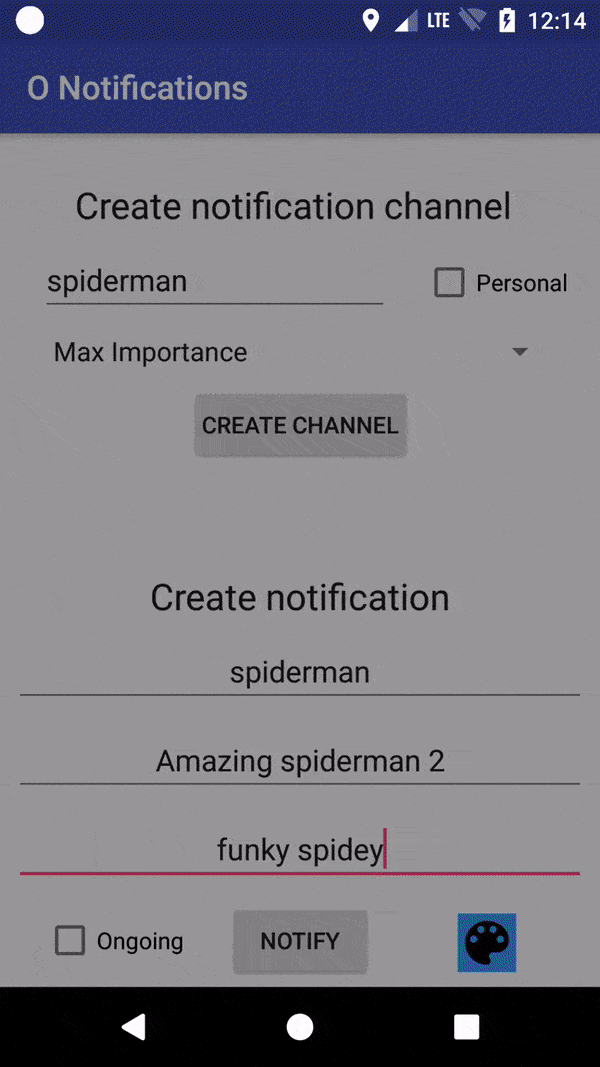 LTE 12:14
O Notifications
Create notification channel
spiderman Personal
Max Importance
CREATE CHANNEL
Create notification
spiderman
Amazing spiderman 2
funky spidey
Ongoing NOTIFY